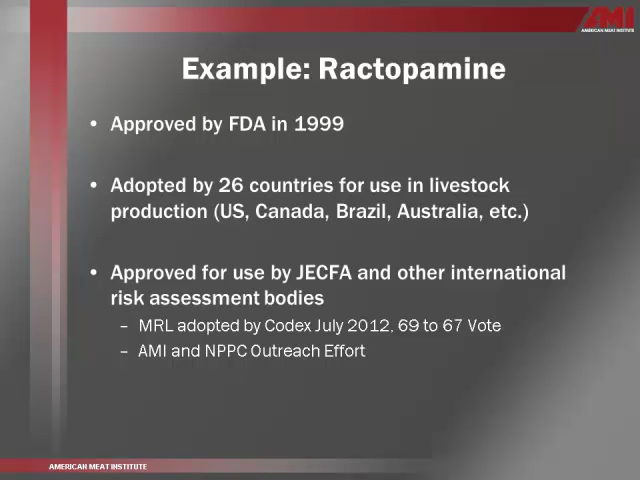 AMI
AMERICAN MEAT INSTITUTE
Example: Ractopamine
• Approved by FDA in 1999
• Adopted by 26 countries for use in livestock
production (US, Canada, Brazil, Australia, etc.)
• Approved for use by JECFA and other international
risk assessment bodies
– MRL adopted by Codex July 2012, 69 to 67 Vote
– AMI and NPPC Outreach Effort
AMERICAN MEAT INSTITUTE